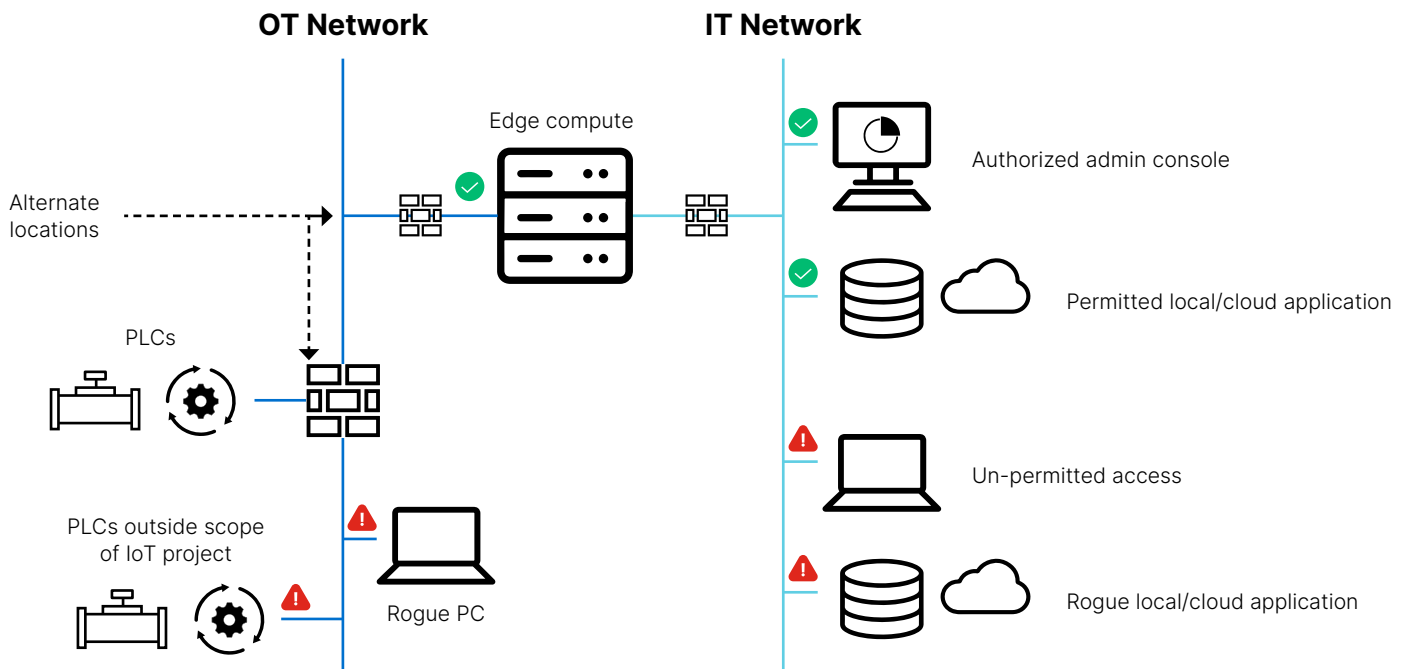 OT Network
IT Network
Edge compute
Authorized admin console
Alternate
locations
Permitted local/cloud application
PLCs
Un-permitted access
PLCs outside scope
of IoT project
Rogue PC
Rogue local/cloud application